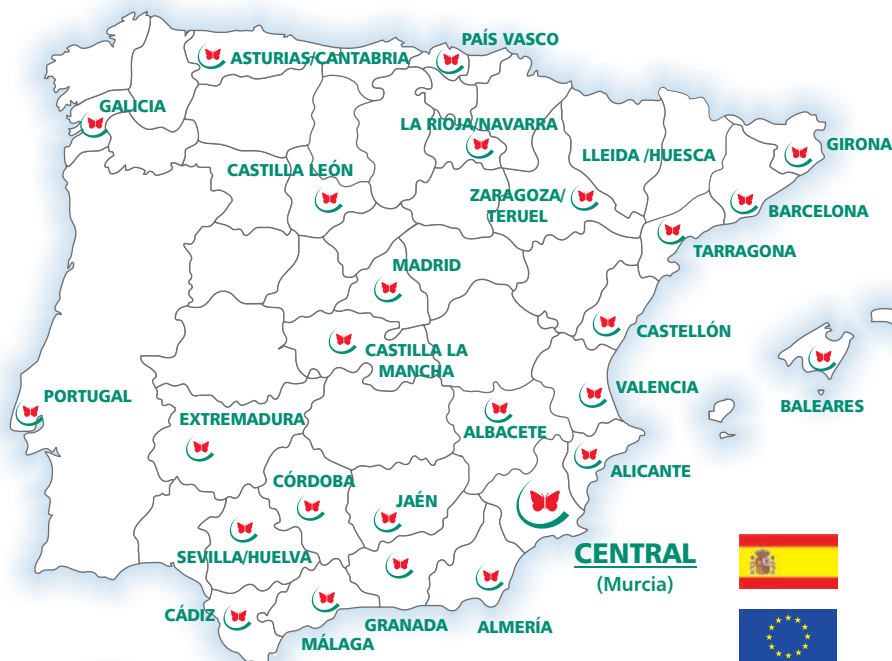 PAÍS VASCO
ASTURIAS/CANTABRIA
GALICIA
LA RIOJA/NAVARRA
GIRONA
LLEIDA /HUESCA
CASTILLA LEÓN
ZARAGOZA/
TERUEL
BARCELONA
TARRAGONA
MADRID
CASTELLÓN
CASTILLA LA
MANCHA
VALENCIA
PORTUGAL
BALEARES
EXTREMADURA
ALBACETE
ALICANTE
CÓRDOBA
JAÉN
SEVILLA/HUELVA
CENTRAL
(Murcia)
CÁDIZ
GRANADA
ALMERÍA
MÁLAGA